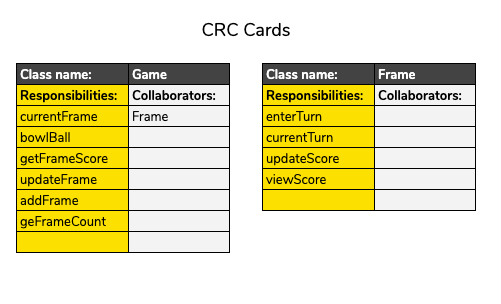 CRC Cards
Class name: Game
Responsibilities: Collaborators:
currentFrame Frame
bowlBall
getFrameScore
updateFrame
addFrame
geFrameCount
Class name: Frame
Responsibilities: Collaborators:
enterTurn
currentTurn
updateScore
viewScore